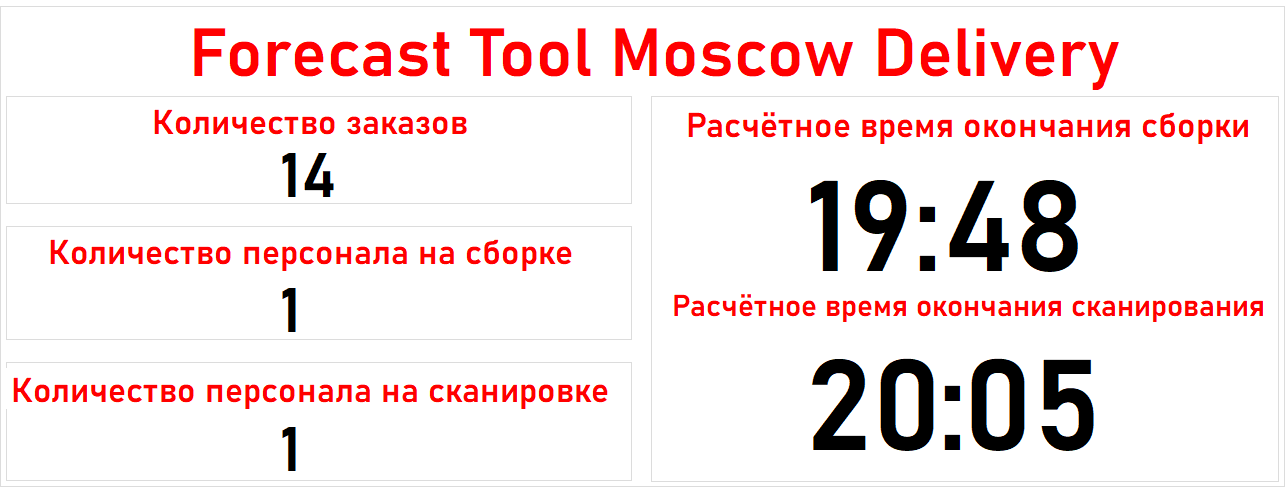 Forecast Tool Moscow Delivery
Количество заказов
14
Количество персонала на сборке
1
Количество персонала на сканировке
1
Расчётное время окончания сборки
19:48
Расчётное время окончания сканирования
20:05